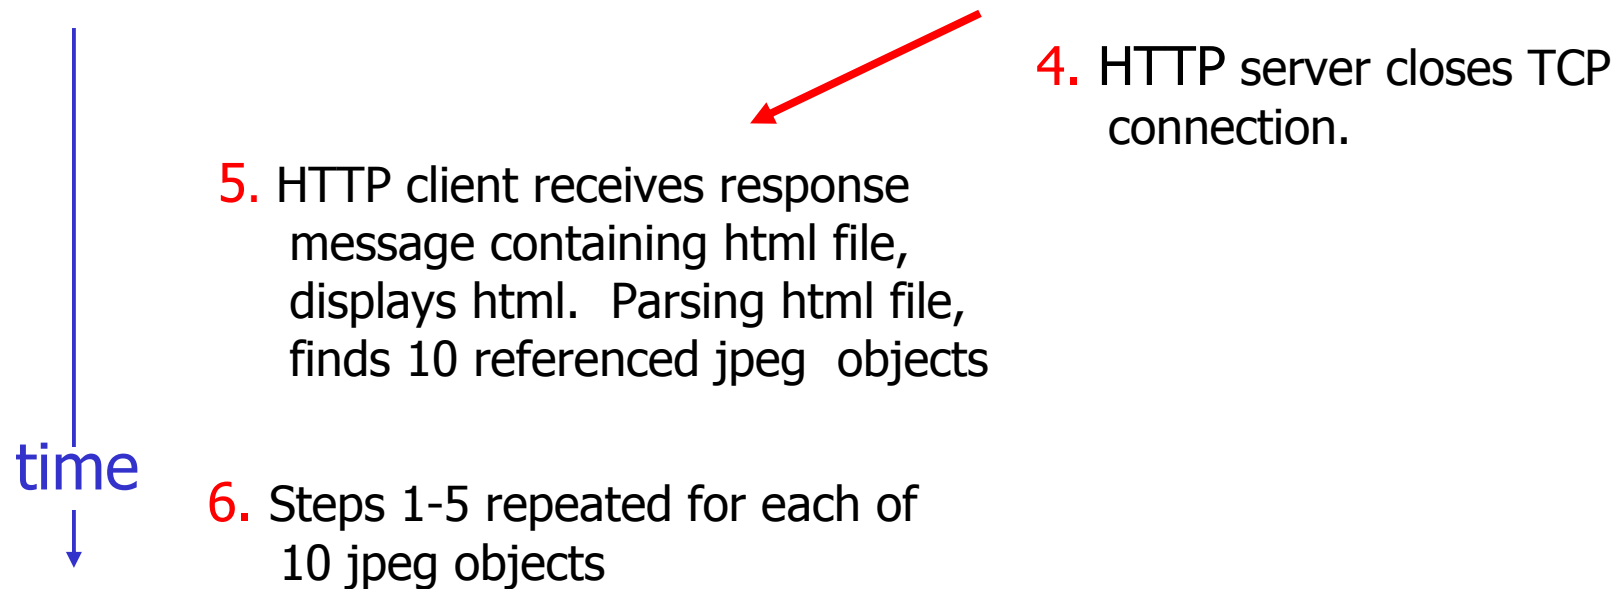 4. HTTP server closes TCP
connection.
5. HTTP client receives response
message containing html file,
displays html.  Parsing html file,
finds 10 referenced jpeg  objects
time
6. Steps 1-5 repeated for each of
10 jpeg objects